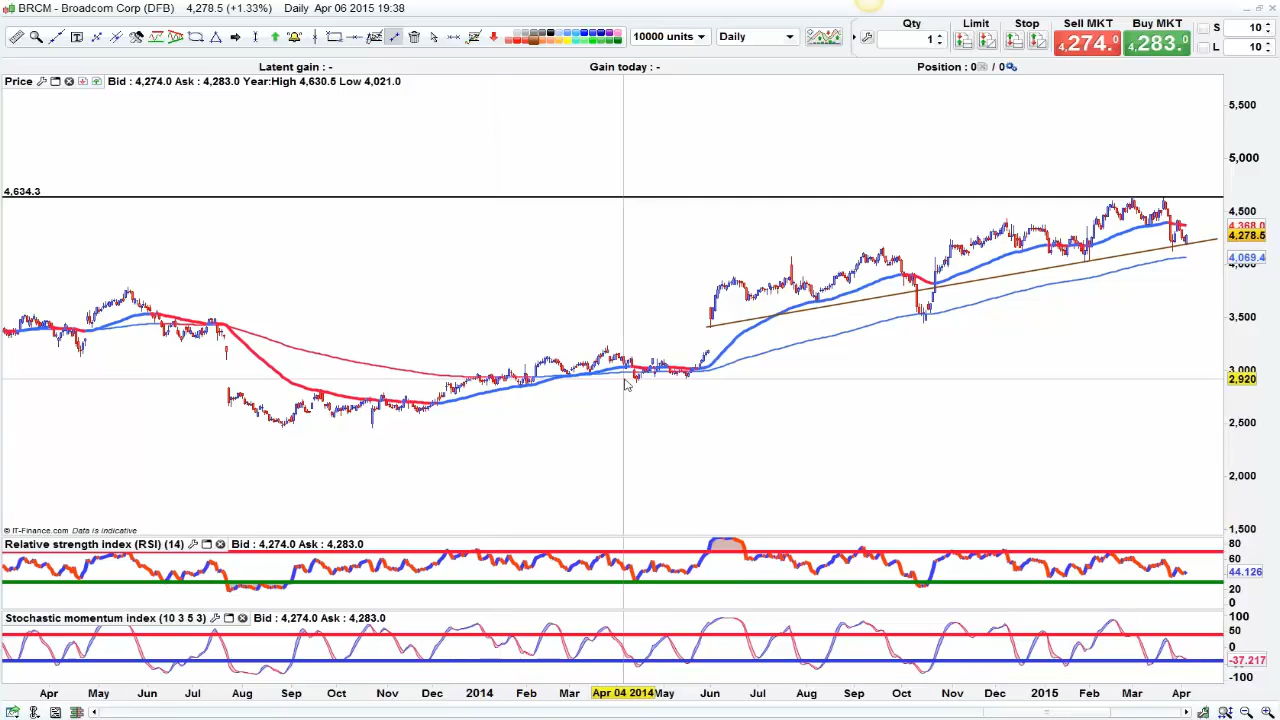 BRCM - Broadcom Corp (DFB) 4,278.5 (+1.33%) Daily Apr 06 2015 19:38
10000 units Daily Qty 1 Limit Stop Sell MKT 4,274.0 Buy MKT 4,283.0 S 10 L 10
Latent gain : - Gain today : - Position : 0 / 0
Price Bid : 4,274.0 Ask : 4,283.0 Year:High 4,630.5 Low 4,021.0
5,500
5,000
4,634.3
4,500
4,368.0
4,278.5
4,069.4
3,500
3,000
2,920
2,500
2,000
© IT-Finance.com Data is indicative
1,500
Relative strength index (RSI) (14) Bid : 4,274.0 Ask : 4,283.0
80
60
44.126
20
0
Stochastic momentum index (10 3 5 3) Bid : 4,274.0 Ask : 4,283.0
100
50
0
-37.217
-100
Apr May Jun Jul Aug Sep Oct Nov Dec 2014 Feb Mar Apr 04 2014 May Jun Jul Aug Sep Oct Nov Dec 2015 Feb Mar Apr